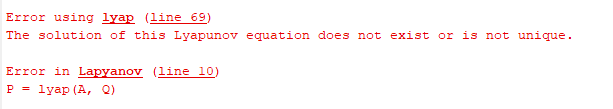 Error using lyap (line 69)
The solution of this Lyapunov equation does not exist or is not unique.
Error in Lapyanov (line 10)
P = lyap(A, Q)